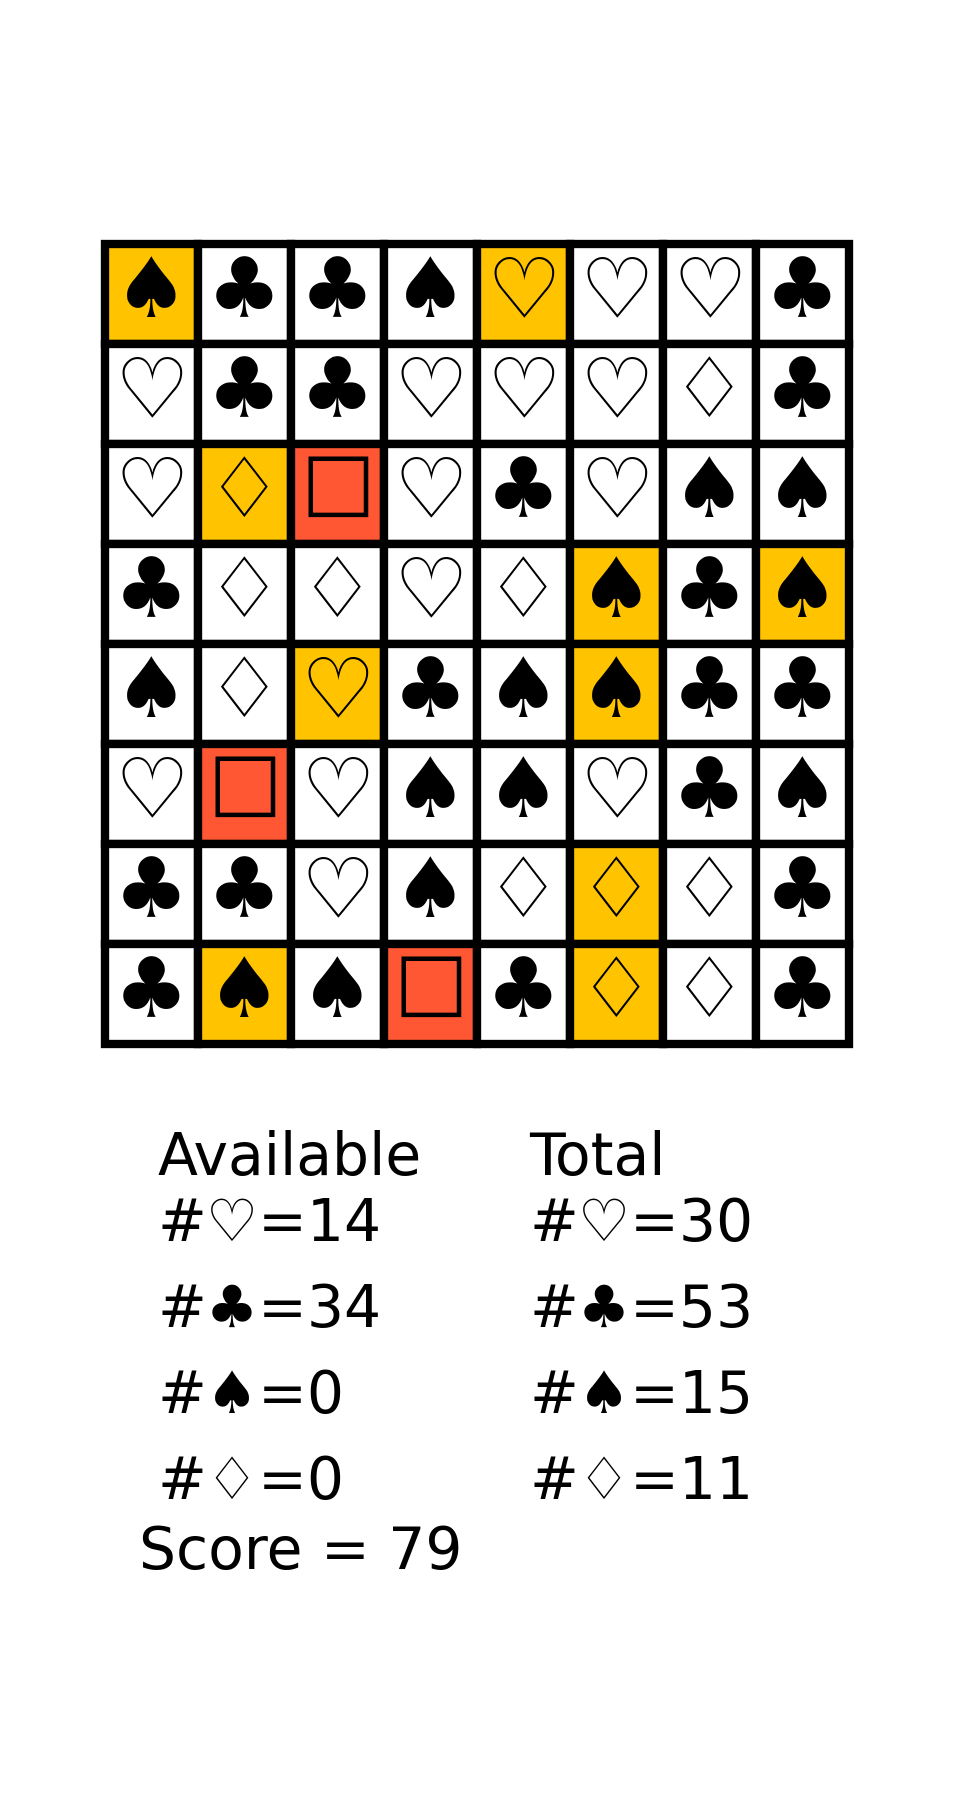 ♠ ♣ ♣ ♠ ♡ ♡ ♡ ♣
♡ ♣ ♣ ♡ ♡ ♡ ♢ ♣
♡ ♢ □ ♡ ♣ ♡ ♠ ♠
♣ ♢ ♢ ♡ ♢ ♠ ♣ ♠
♠ ♢ ♡ ♣ ♠ ♠ ♣ ♣
♡ □ ♡ ♠ ♠ ♡ ♣ ♠
♣ ♣ ♡ ♠ ♢ ♢ ♢ ♣
♣ ♠ ♠ □ ♣ ♢ ♢ ♣
Available Total
#♡=14 #♡=30
#♣=34 #♣=53
#♠=0 #♠=15
#♢=0 #♢=11
Score = 79